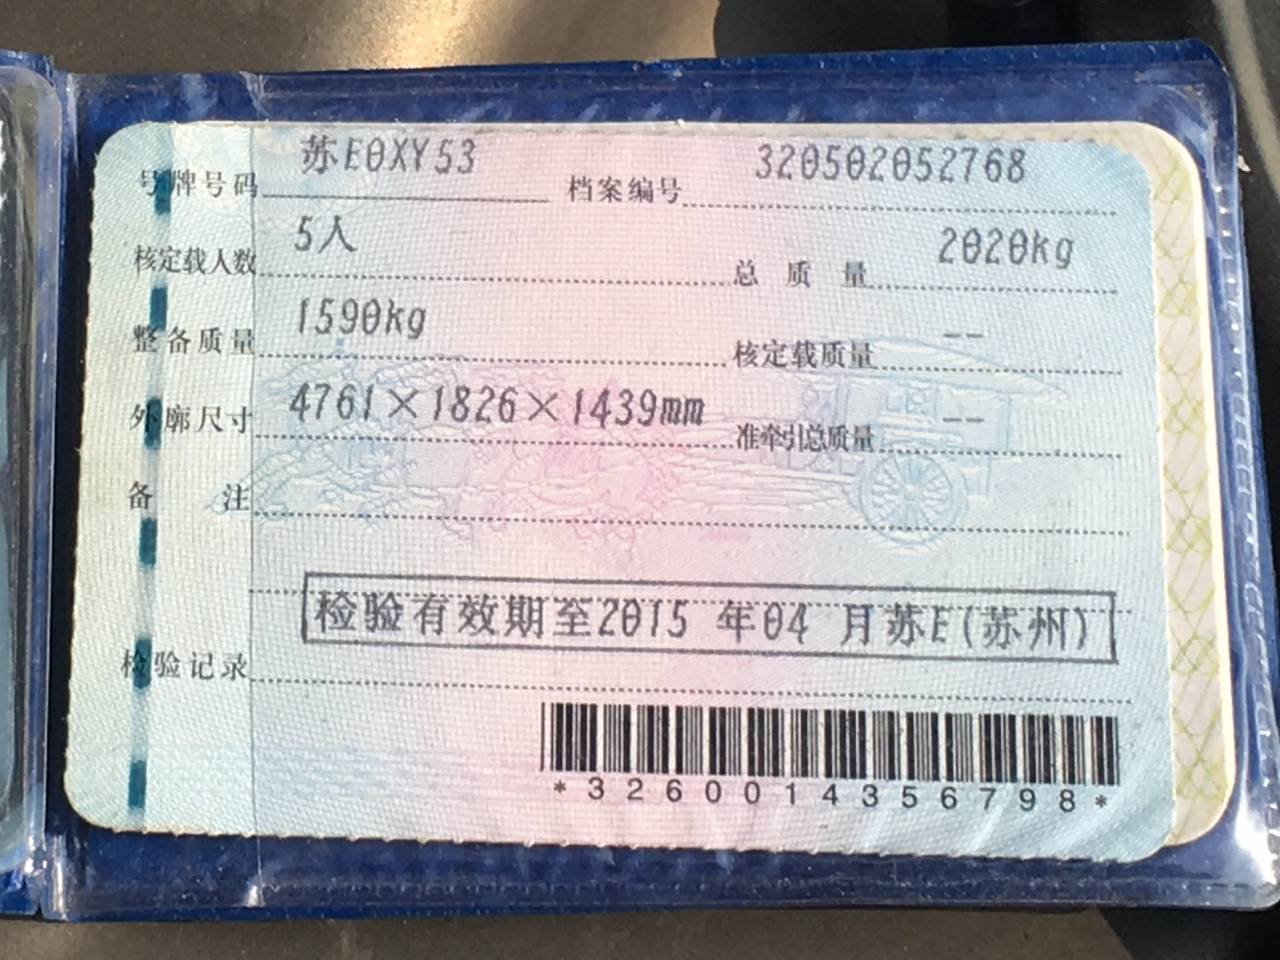 号牌号码 苏E0XY53 档案编号 320502052768
核定载人数 5人 总质量 2020kg
整备质量 1590kg 核定载质量 --
外廓尺寸 4761×1826×1439mm 准牵引总质量 --
备注
检验有效期至2015 年04 月苏E(苏州)
检验记录
*3260014356798*